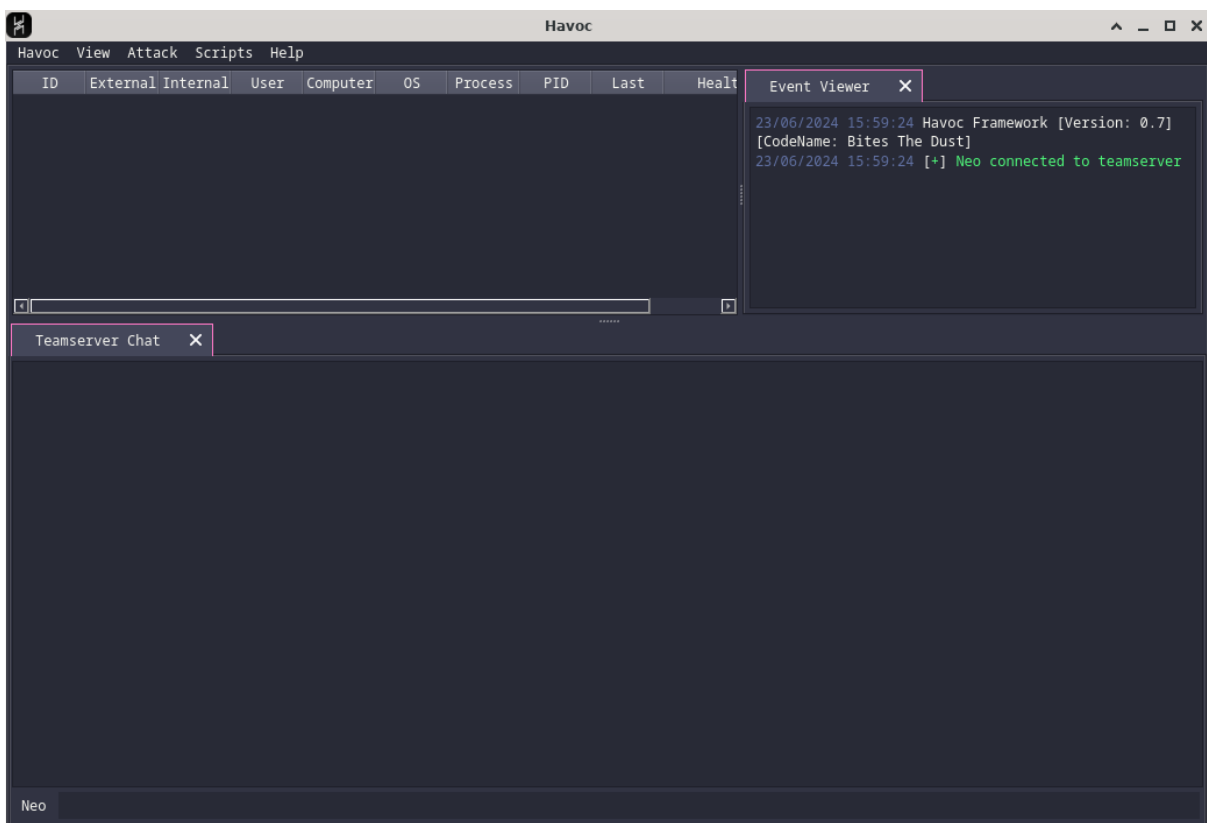 Havoc
Havoc View Attack Scripts Help
ID External Internal User Computer OS Process PID Last Healt
Event Viewer
23/06/2024 15:59:24 Havoc Framework [Version: 0.7]
[CodeName: Bites The Dust]
23/06/2024 15:59:24 [+] Neo connected to teamserver
Teamserver Chat
Neo